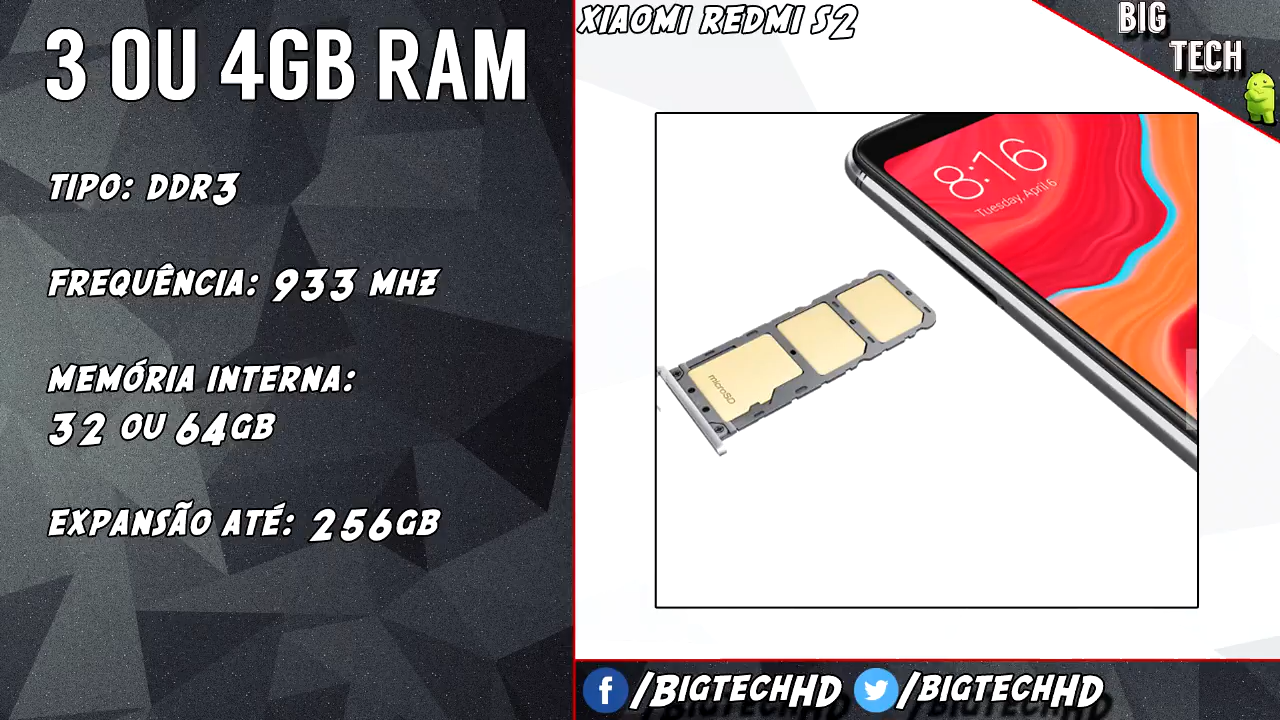 3 OU 4GB RAM
TIPO: DDR3
FREQUÊNCIA: 933 MHZ
MEMÓRIA INTERNA:
32 OU 64GB
EXPANSÃO ATÉ: 256GB
XIAOMI REDMI S2
BIG
TECH
8:16
Tuesday, April 6
microSD
/BIGTECHHD
/BIGTECHHD